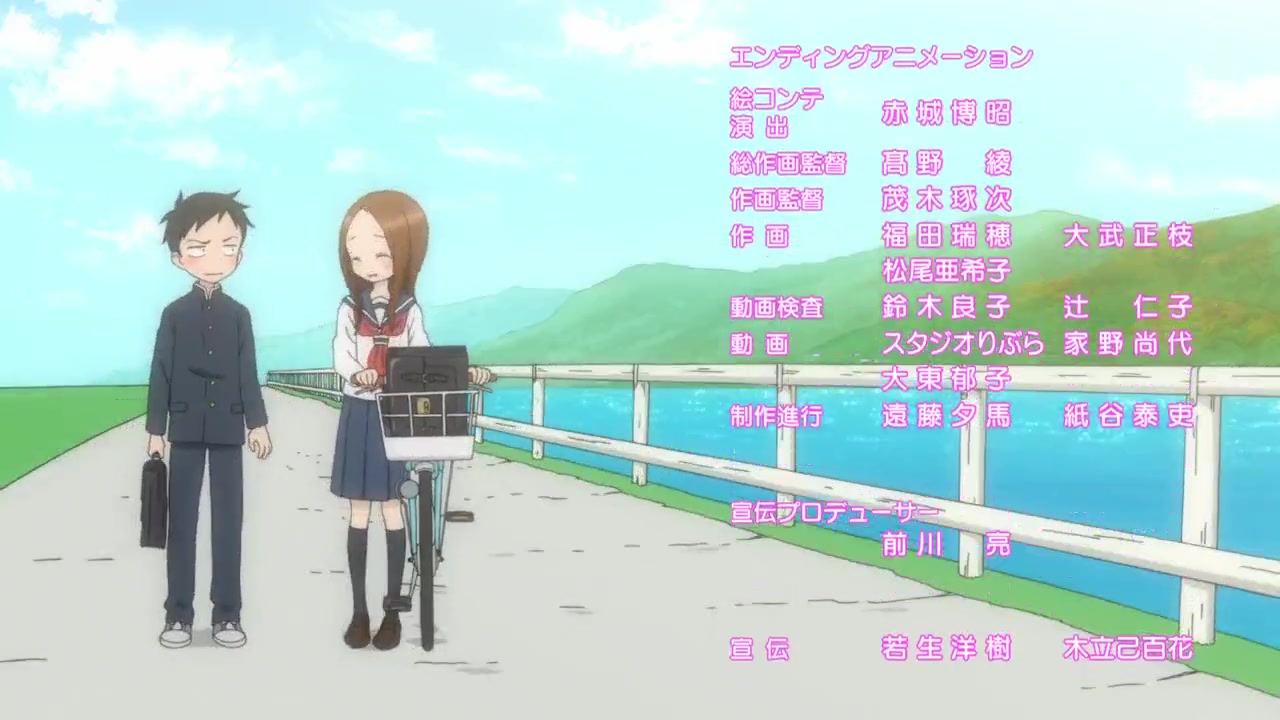 エンディングアニメーション
絵コンテ
演出 赤城博昭
総作画監督 髙野 綾
作画監督 茂木琢次
作画 福田瑞穂 大武正枝
松尾亜希子
動画検査 鈴木良子 辻 仁子
動画 スタジオりぶら 家野尚代
大東郁子
制作進行 遠藤夕馬 紙谷泰吏
宣伝プロデューサー
前川 亮
宣伝 若生洋樹 木立己百花